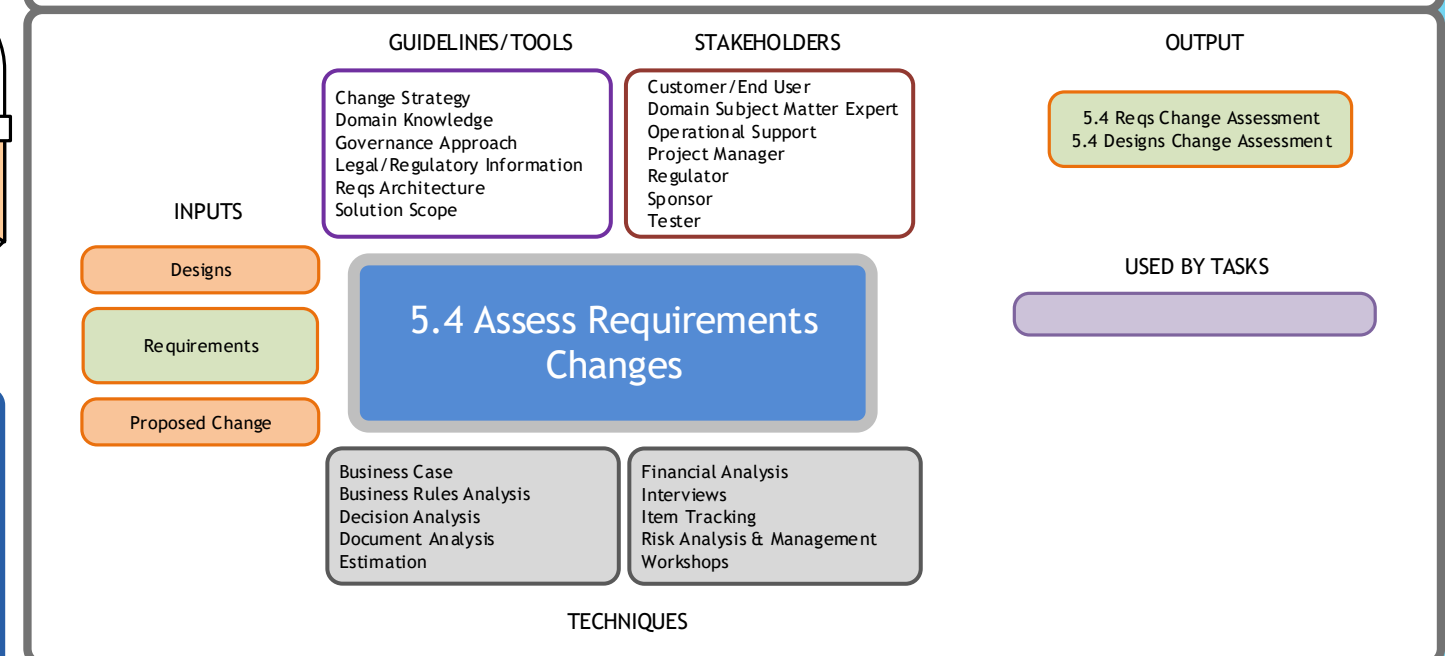 GUIDELINES/TOOLS
STAKEHOLDERS
OUTPUT
Change Strategy
Domain Knowledge
Governance Approach
Legal/Regulatory Information
Reqs Architecture
Solution Scope
Customer/End User
Domain Subject Matter Expert
Operational Support
Project Manager
Regulator
Sponsor
Tester
5.4 Reqs Change Assessment
5.4 Designs Change Assessment
INPUTS
Designs
Requirements
Proposed Change
5.4 Assess Requirements
Changes
USED BY TASKS
Business Case
Business Rules Analysis
Decision Analysis
Document Analysis
Estimation
Financial Analysis
Interviews
Item Tracking
Risk Analysis & Management
Workshops
TECHNIQUES